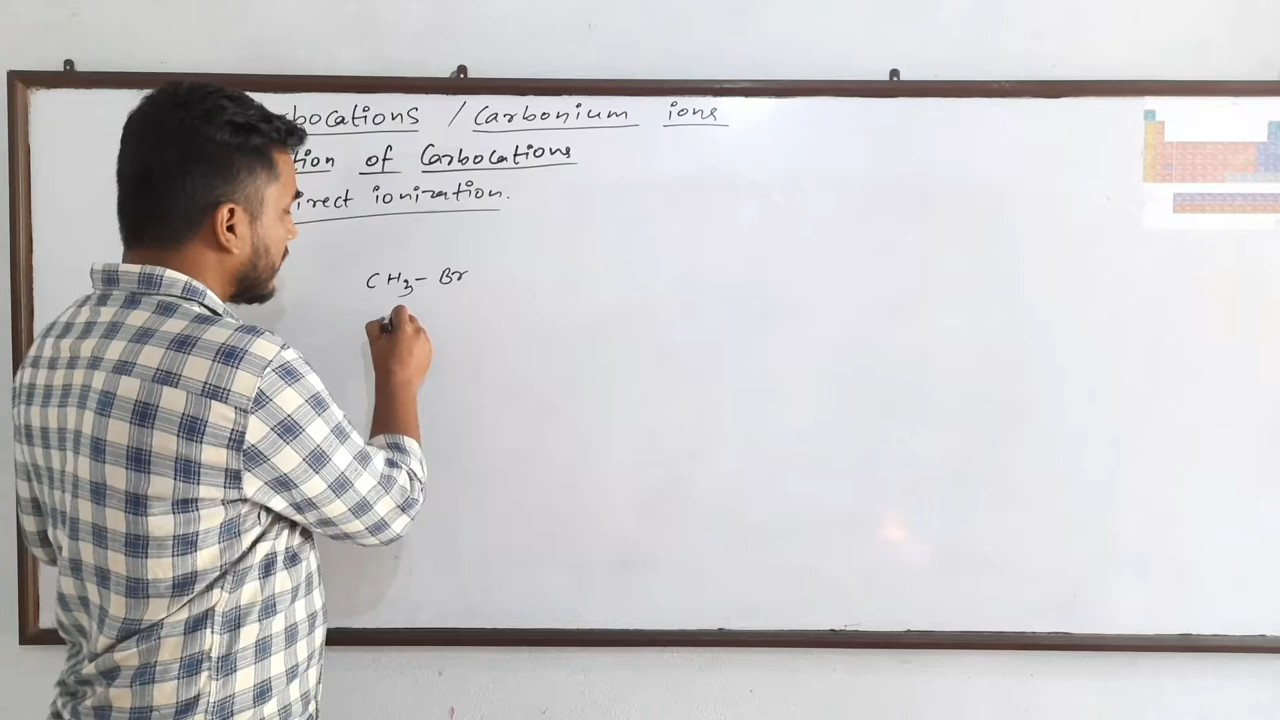 bocations / Carbonium ions
tion of Carbocations
irect ionization.
CH3- Br